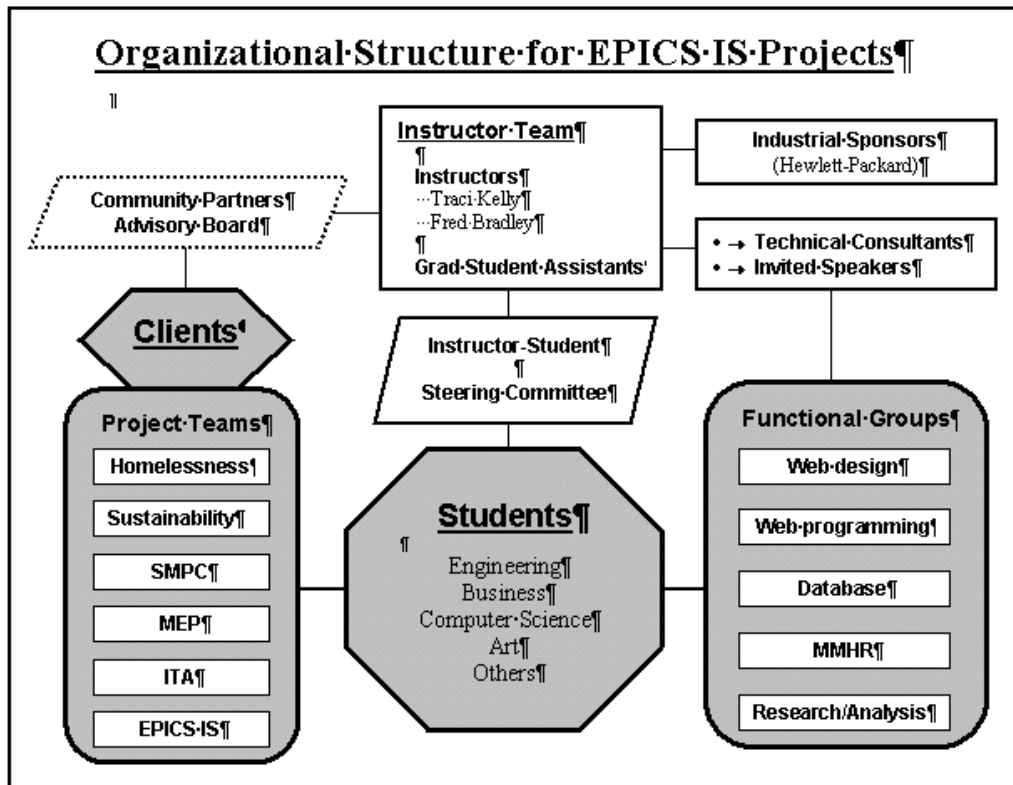 Organizational·Structure·for·EPICS·IS·Projects¶
¶
Instructor·Team¶
¶
Instructors¶
···Traci·Kelly¶
···Fred·Bradley¶
¶
Grad·Student·Assistants
Industrial·Sponsors¶
(Hewlett-Packard)¶
Community·Partners¶
Advisory·Board¶
• → Technical·Consultants¶
• → Invited·Speakers¶
Clients¶
Instructor-Student¶
¶
Steering·Committee¶
Project·Teams¶
Homelessness¶
Sustainability¶
SMPC¶
MEP¶
ITA¶
EPICS·IS¶
Students¶
¶
Engineering¶
Business¶
Computer·Science¶
Art¶
Others¶
Functional·Groups¶
Web·design¶
Web·programming¶
Database¶
MMHR¶
Research/Analysis¶